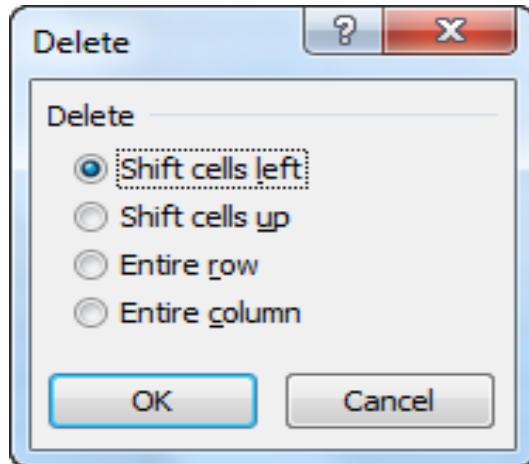 Delete
Delete
Shift cells left
Shift cells up
Entire row
Entire column
OK Cancel